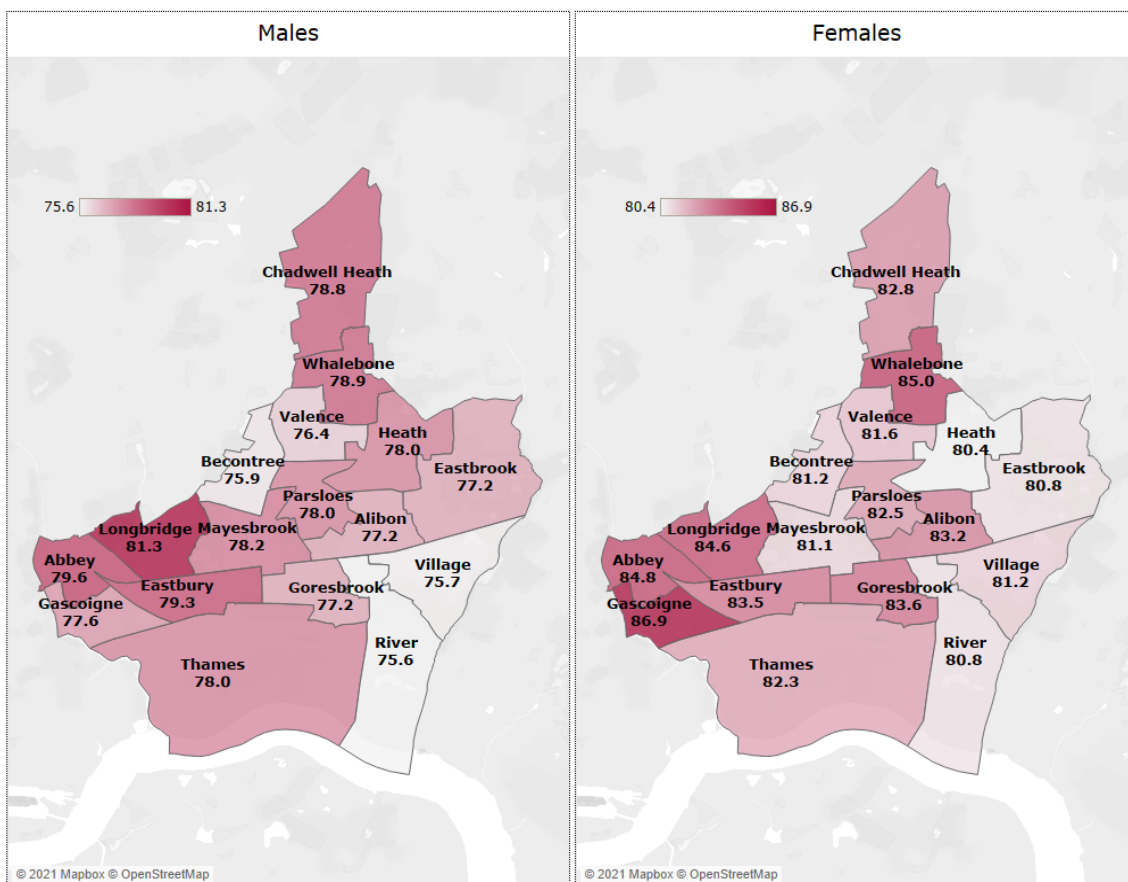 Males
75.6 81.3
Chadwell Heath
78.8
Whalebone
78.9
Valence
76.4
Heath
78.0
Becontree
75.9
Eastbrook
77.2
Parsloes
78.0
Longbridge
81.3
Mayesbrook
78.2
Alibon
77.2
Abbey
79.6
Village
75.7
Eastbury
79.3
Goresbrook
77.2
Gascoigne
77.6
River
75.6
Thames
78.0
© 2021 Mapbox © OpenStreetMap
Females
80.4 86.9
Chadwell Heath
82.8
Whalebone
85.0
Valence
81.6
Heath
80.4
Becontree
81.2
Eastbrook
80.8
Parsloes
82.5
Longbridge
84.6
Mayesbrook
81.1
Alibon
83.2
Abbey
84.8
Village
81.2
Eastbury
83.5
Goresbrook
83.6
Gascoigne
86.9
River
80.8
Thames
82.3
© 2021 Mapbox © OpenStreetMap